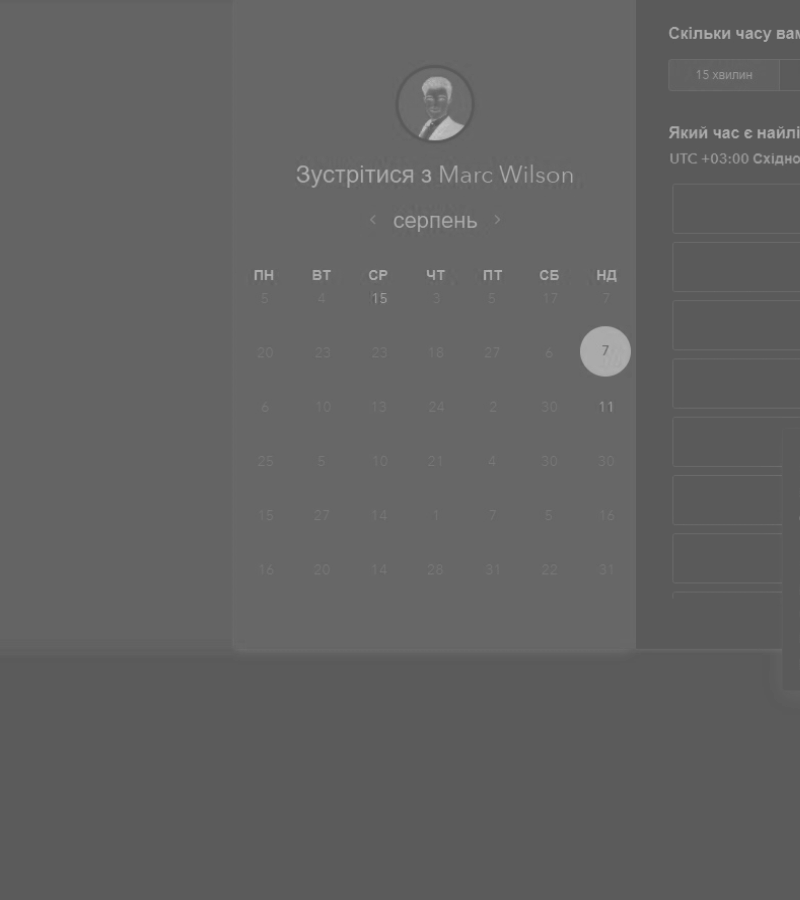 Зустрітися з Marc Wilson
< серпень >
ПН ВТ СР ЧТ ПТ СБ НД
5 4 15 3 5 17 7
20 23 23 18 27 6 7
6 10 13 24 2 30 11
25 5 10 21 4 30 30
15 27 14 1 7 5 16
16 20 14 28 31 22 31
Скільки часу вам
15 хвилин
Який час є найлі
UTC +03:00 Східно